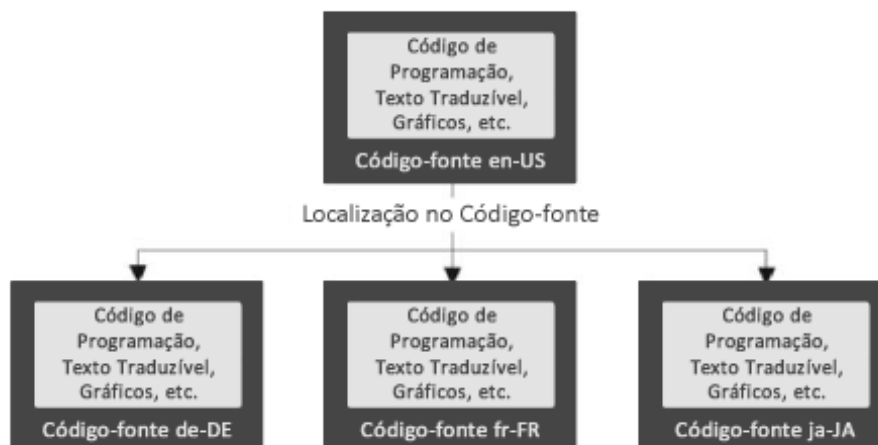 Código de
Programação,
Texto Traduzível,
Gráficos, etc.
Código-fonte en-US
Localização no Código-fonte
Código de
Programação,
Texto Traduzível,
Gráficos, etc.
Código-fonte de-DE
Código de
Programação,
Texto Traduzível,
Gráficos, etc.
Código-fonte fr-FR
Código de
Programação,
Texto Traduzível,
Gráficos, etc.
Código-fonte ja-JA